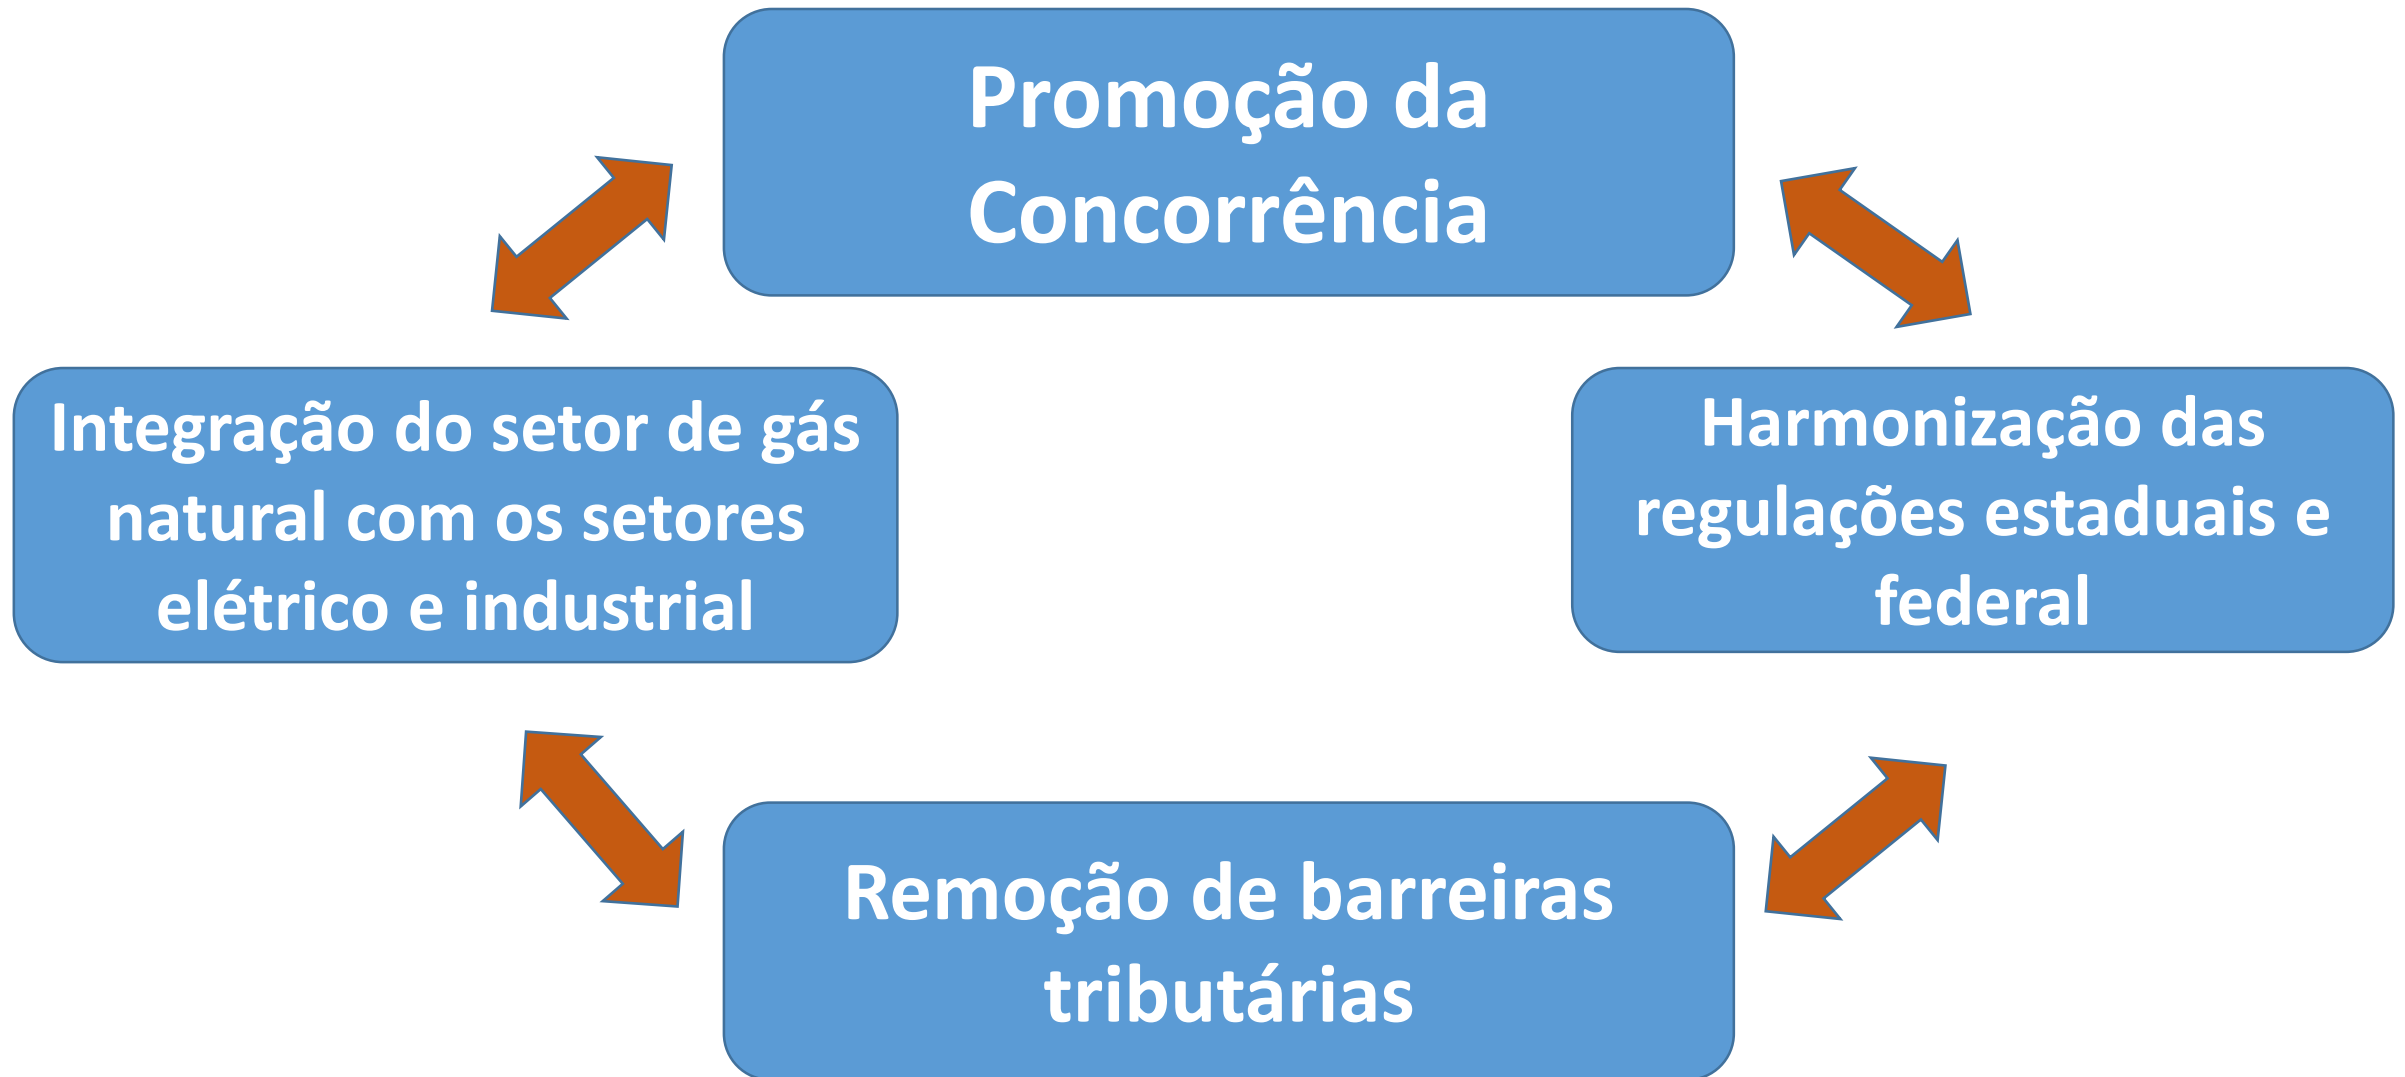 Promoção da
Concorrência
Integração do setor de gás
natural com os setores
elétrico e industrial
Harmonização das
regulações estaduais e
federal
Remoção de barreiras
tributárias